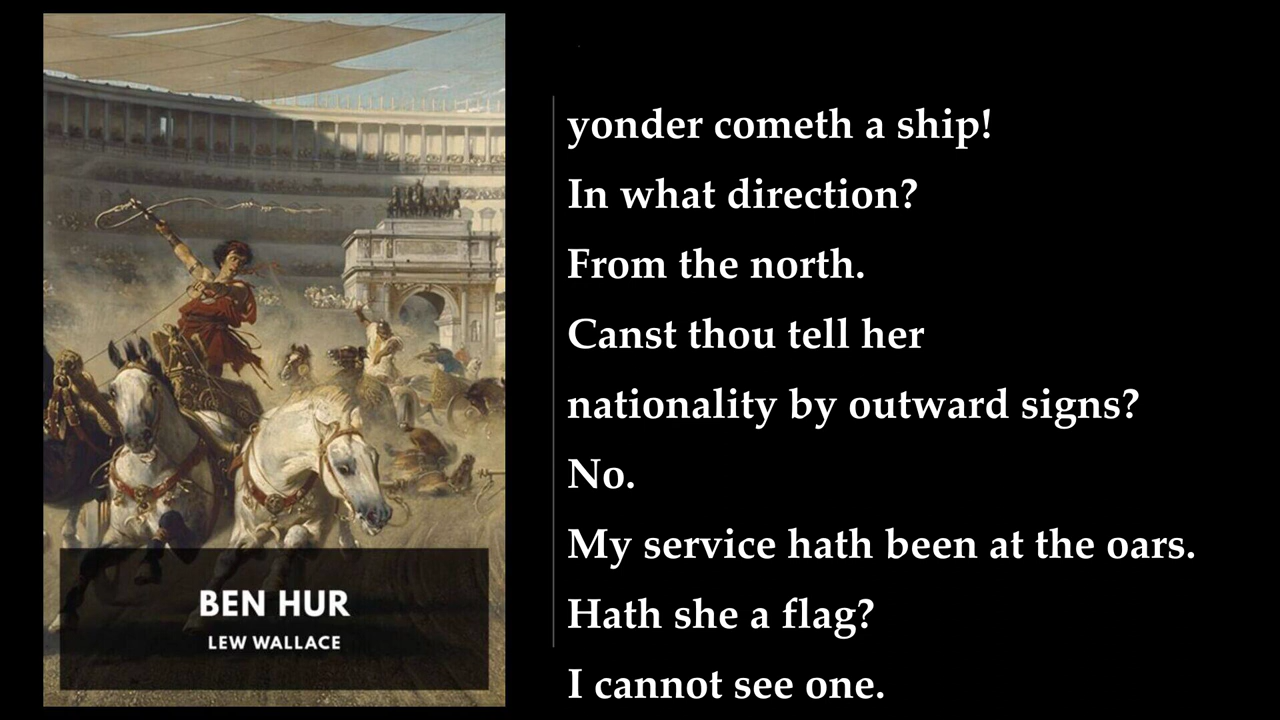 BEN HUR
LEW WALLACE
yonder cometh a ship!
In what direction?
From the north.
Canst thou tell her
nationality by outward signs?
No.
My service hath been at the oars.
Hath she a flag?
I cannot see one.